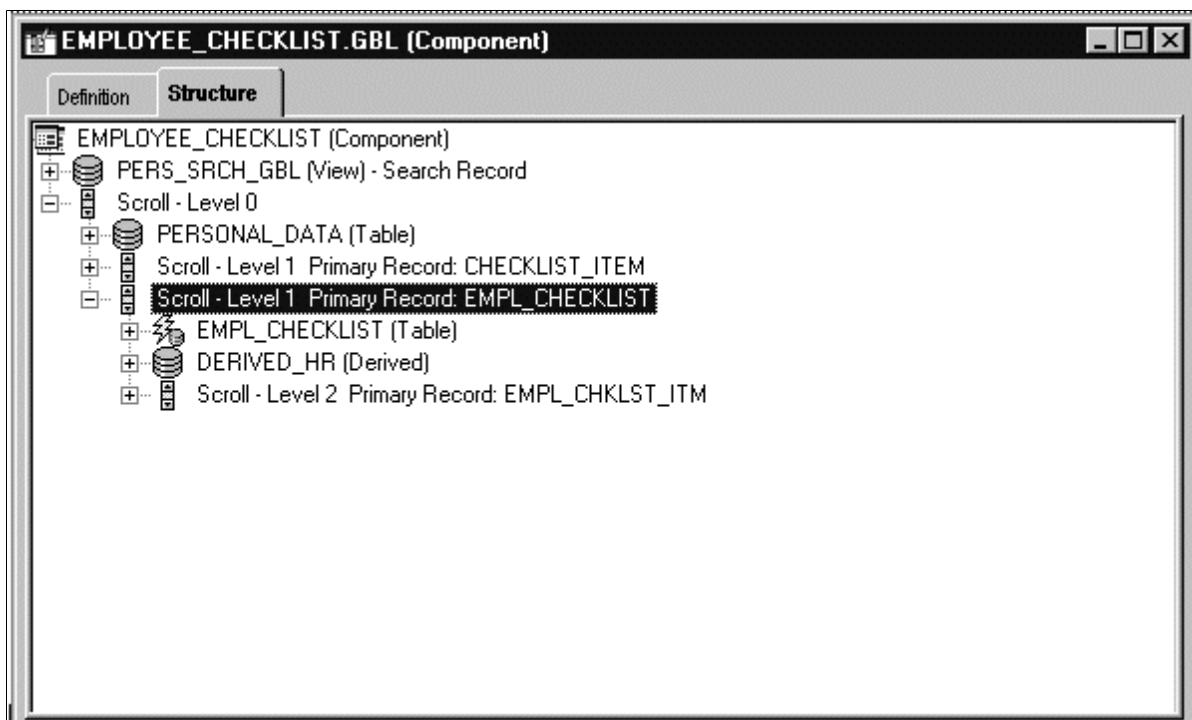 EMPLOYEE_CHECKLIST.GBL (Component)
Definition Structure
EMPLOYEE_CHECKLIST (Component)
PERS_SRCH_GBL (View) - Search Record
Scroll - Level 0
PERSONAL_DATA (Table)
Scroll - Level 1 Primary Record: CHECKLIST_ITEM
Scroll - Level 1 Primary Record: EMPL_CHECKLIST
EMPL_CHECKLIST (Table)
DERIVED_HR (Derived)
Scroll - Level 2 Primary Record: EMPL_CHKLST_ITM